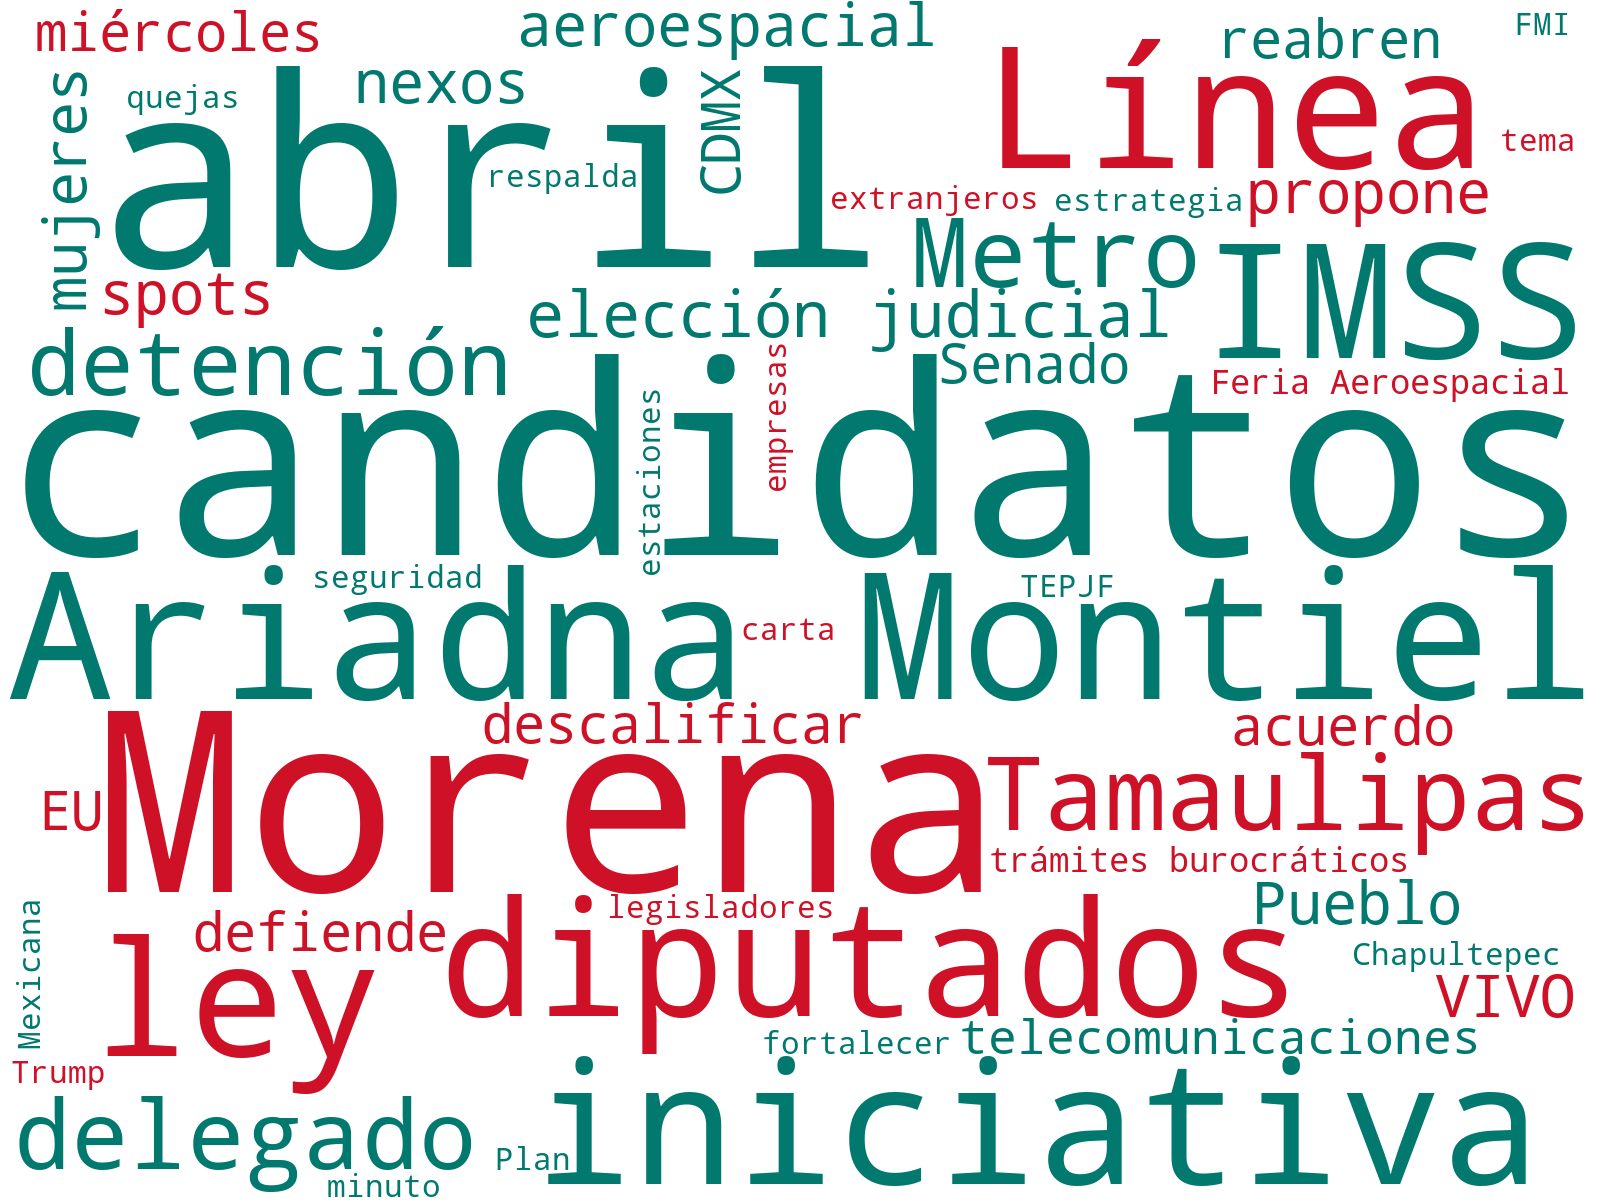 miércoles
aeroespacial
FMI
reabren
Línea
nexos
quejas
mujeres
abril
CDMX
tema
respalda
extranjeros
estrategia
propone
Metro
IMSS
spots
elección judicial
detención
Senado
empresas
Feria Aeroespacial
candidatos
estaciones
seguridad
TEPJF
Ariadna Montiel
carta
descalificar
acuerdo
Morena
Tamaulipas
EU
trámites burocráticos
legisladores
Pueblo
defiende
diputados
Mexicana
ley
Chapultepec
VIVO
fortalecer
telecomunicaciones
Trump
iniciativa
delegado
Plan
minuto